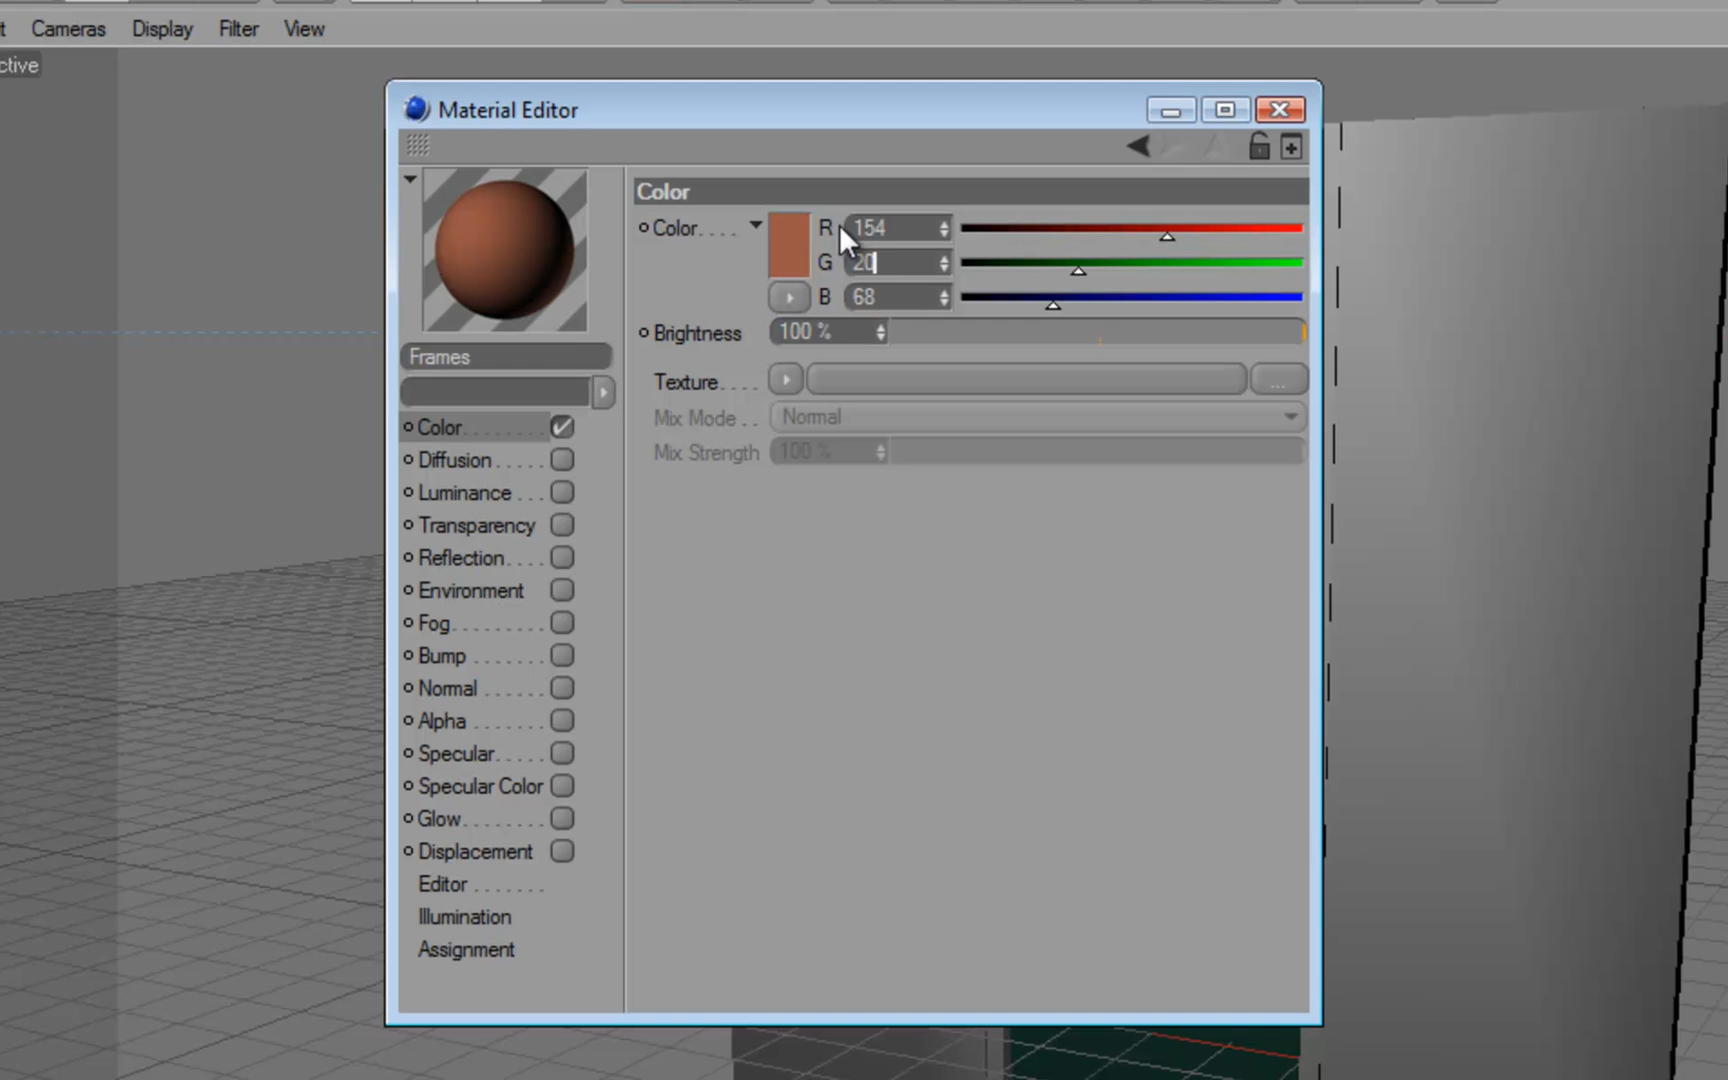 t Cameras Display Filter View
ctive
Material Editor
Color
Color.... R 154
G 20
B 68
Brightness 100 %
Texture.... ...
Mix Mode.. Normal
Mix Strength 100 %
Frames
Color
Diffusion
Luminance
Transparency
Reflection
Environment
Fog
Bump
Normal
Alpha
Specular
Specular Color
Glow
Displacement
Editor
Illumination
Assignment